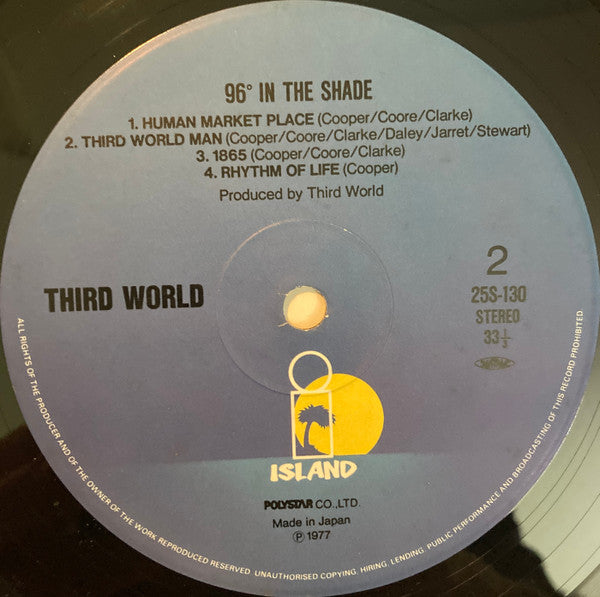 96° IN THE SHADE
1. HUMAN MARKET PLACE (Cooper/Coore/Clarke)
2. THIRD WORLD MAN (Cooper/Coore/Clarke/Daley/Jarret/Stewart)
3. 1865 (Cooper/Coore/Clarke)
4. RHYTHM OF LIFE (Cooper)
Produced by Third World
THIRD WORLD
2
25S-130
STEREO
33 1/3
ISLAND
POLYSTAR CO., LTD.
Made in Japan
℗ 1977
ALL RIGHTS OF THE PRODUCER AND OF THE OWNER OF THE WORK REPRODUCED RESERVED. UNAUTHORISED COPYING, HIRING, LENDING, PUBLIC PERFORMANCE AND BROADCASTING OF THIS RECORD PROHIBITED.